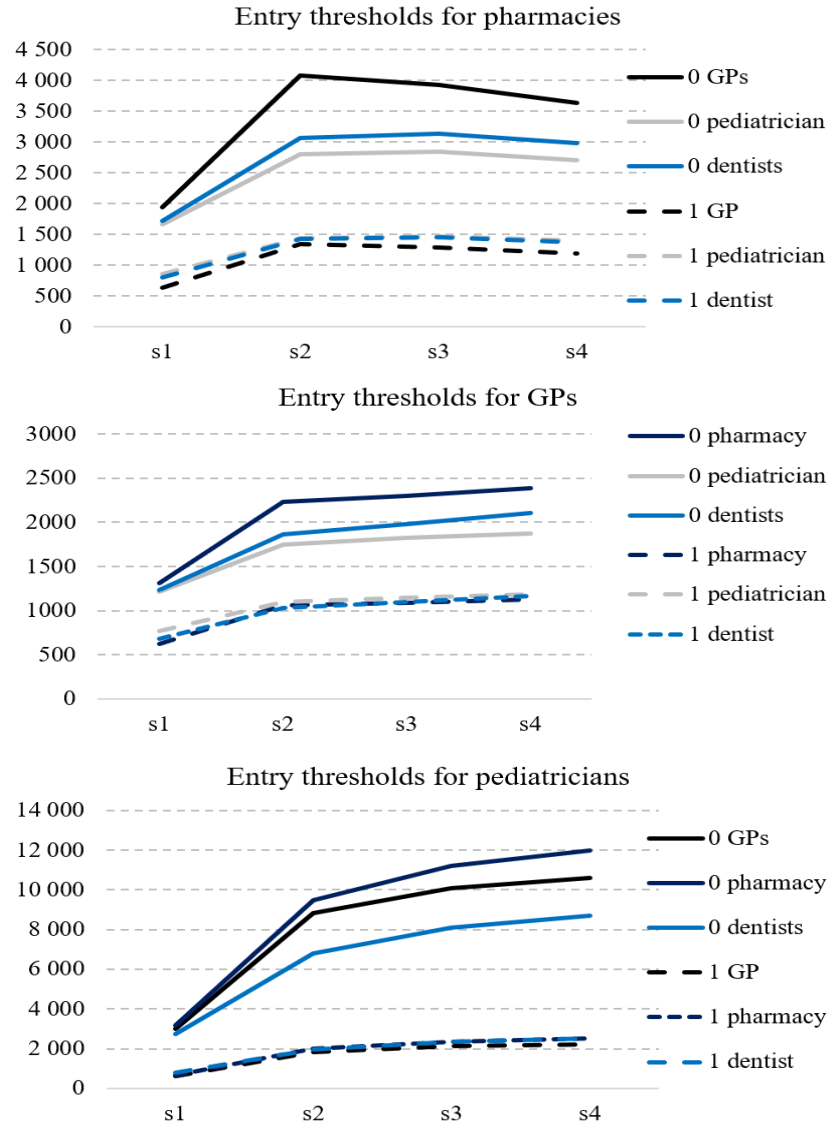 Entry thresholds for pharmacies
4 500
4 000
3 500
3 000
2 500
2 000
1 500
1 000
500
0
s1 s2 s3 s4
0 GPs
0 pediatrician
0 dentists
1 GP
1 pediatrician
1 dentist
Entry thresholds for GPs
3000
2500
2000
1500
1000
500
0
s1 s2 s3 s4
0 pharmacy
0 pediatrician
0 dentists
1 pharmacy
1 pediatrician
1 dentist
Entry thresholds for pediatricians
14 000
12 000
10 000
8 000
6 000
4 000
2 000
0
s1 s2 s3 s4
0 GPs
0 pharmacy
0 dentists
1 GP
1 pharmacy
1 dentist